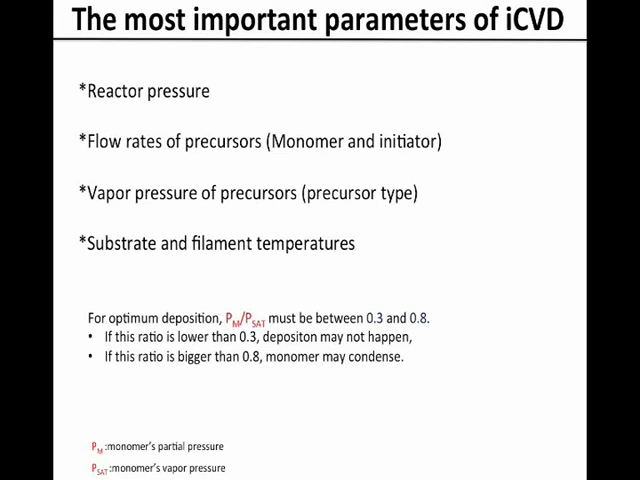 The most important parameters of iCVD
*Reactor pressure
*Flow rates of precursors (Monomer and initiator)
*Vapor pressure of precursors (precursor type)
*Substrate and filament temperatures
For optimum deposition, PM/PSAT must be between 0.3 and 0.8.
• If this ratio is lower than 0.3, depositon may not happen,
• If this ratio is bigger than 0.8, monomer may condense.
PM :monomer's partial pressure
PSAT :monomer's vapor pressure